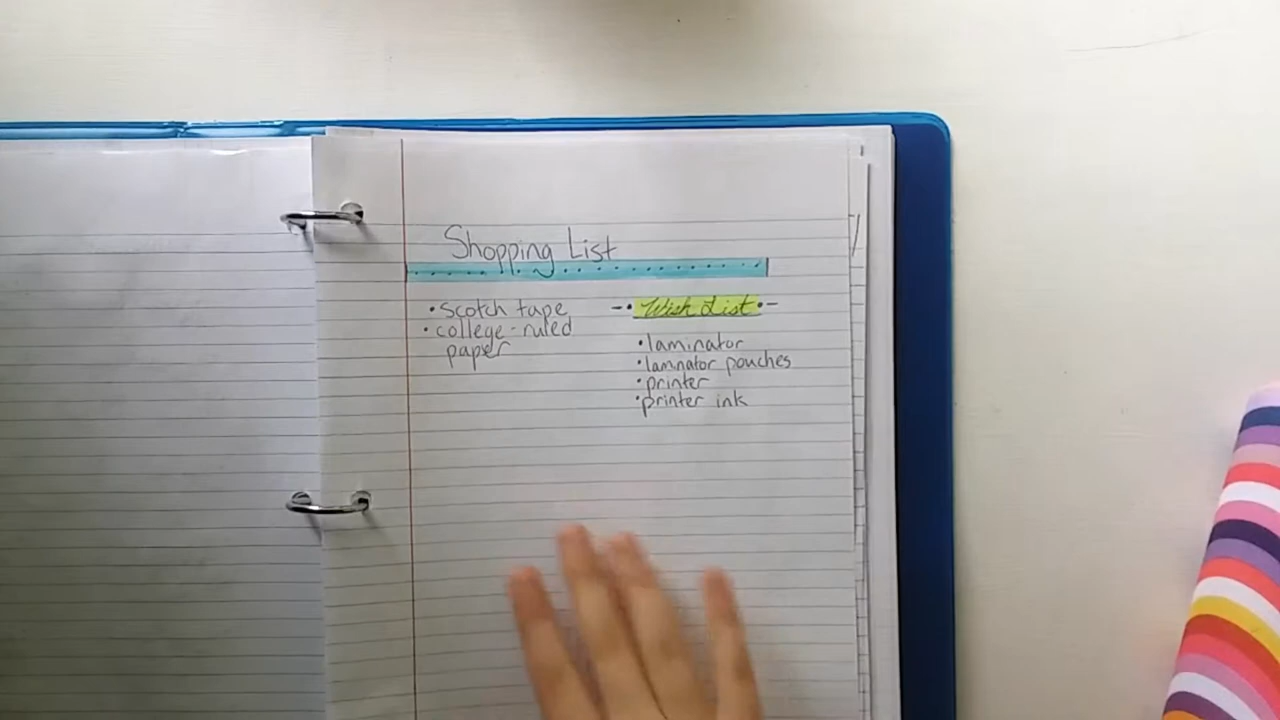 Shopping List
•scotch tape
•college-ruled
paper
-•Wish List•-
•laminator
•lamnator pouches
•printer
•printer ink